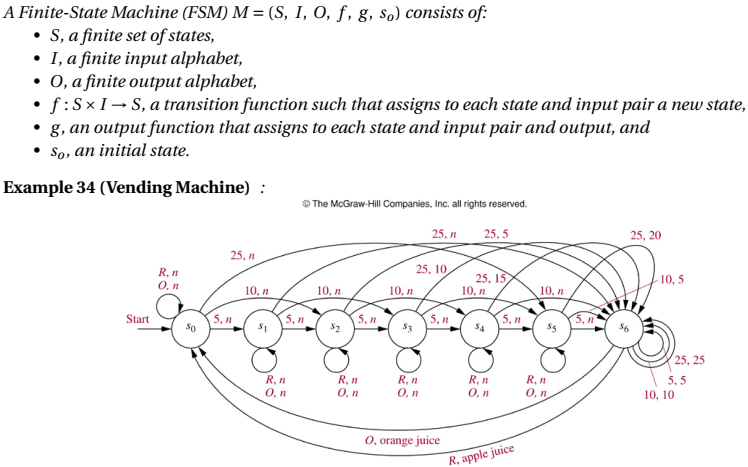 A Finite-State Machine (FSM) M = (S, I, O, f, g, s₀) consists of:
• S, a finite set of states,
• I, a finite input alphabet,
• O, a finite output alphabet,
• f : S × I → S, a transition function such that assigns to each state and input pair a new state,
• g, an output function that assigns to each state and input pair and output, and
• s₀, an initial state.
Example 34 (Vending Machine) :
© The McGraw-Hill Companies, Inc. all rights reserved.
25, n 25, 5 25, 20
25, n
R, n
O, n
25, 10 25, 15 10, 5
10, n 10, n 10, n 10, n 10, n
Start s₀ 5, n s₁ 5, n s₂ 5, n s₃ 5, n s₄ 5, n s₅ 5, n s₆
25, 25
R, n R, n R, n R, n R, n 5, 5
O, n O, n O, n O, n O, n 10, 10
O, orange juice
R, apple juice